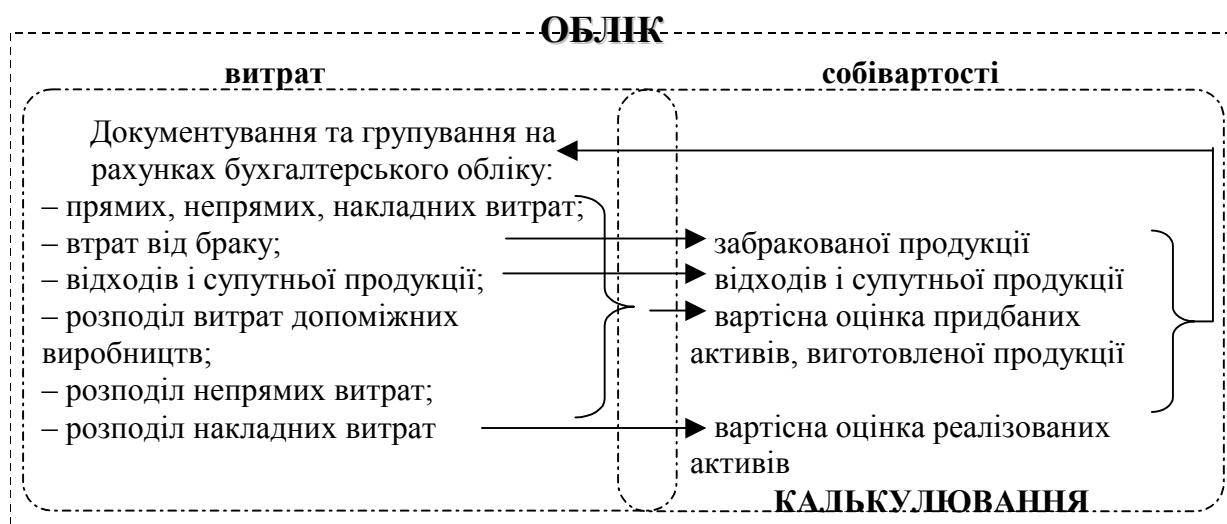 ОБЛІК
витрат
собівартості
Документування та групування на
рахунках бухгалтерського обліку:
– прямих, непрямих, накладних витрат;
– втрат від браку;
– відходів і супутньої продукції;
– розподіл витрат допоміжних
виробництв;
– розподіл непрямих витрат;
– розподіл накладних витрат
забракованої продукції
відходів і супутньої продукції
вартісна оцінка придбаних
активів, виготовленої продукції
вартісна оцінка реалізованих
активів
КАЛЬКУЛЮВАННЯ